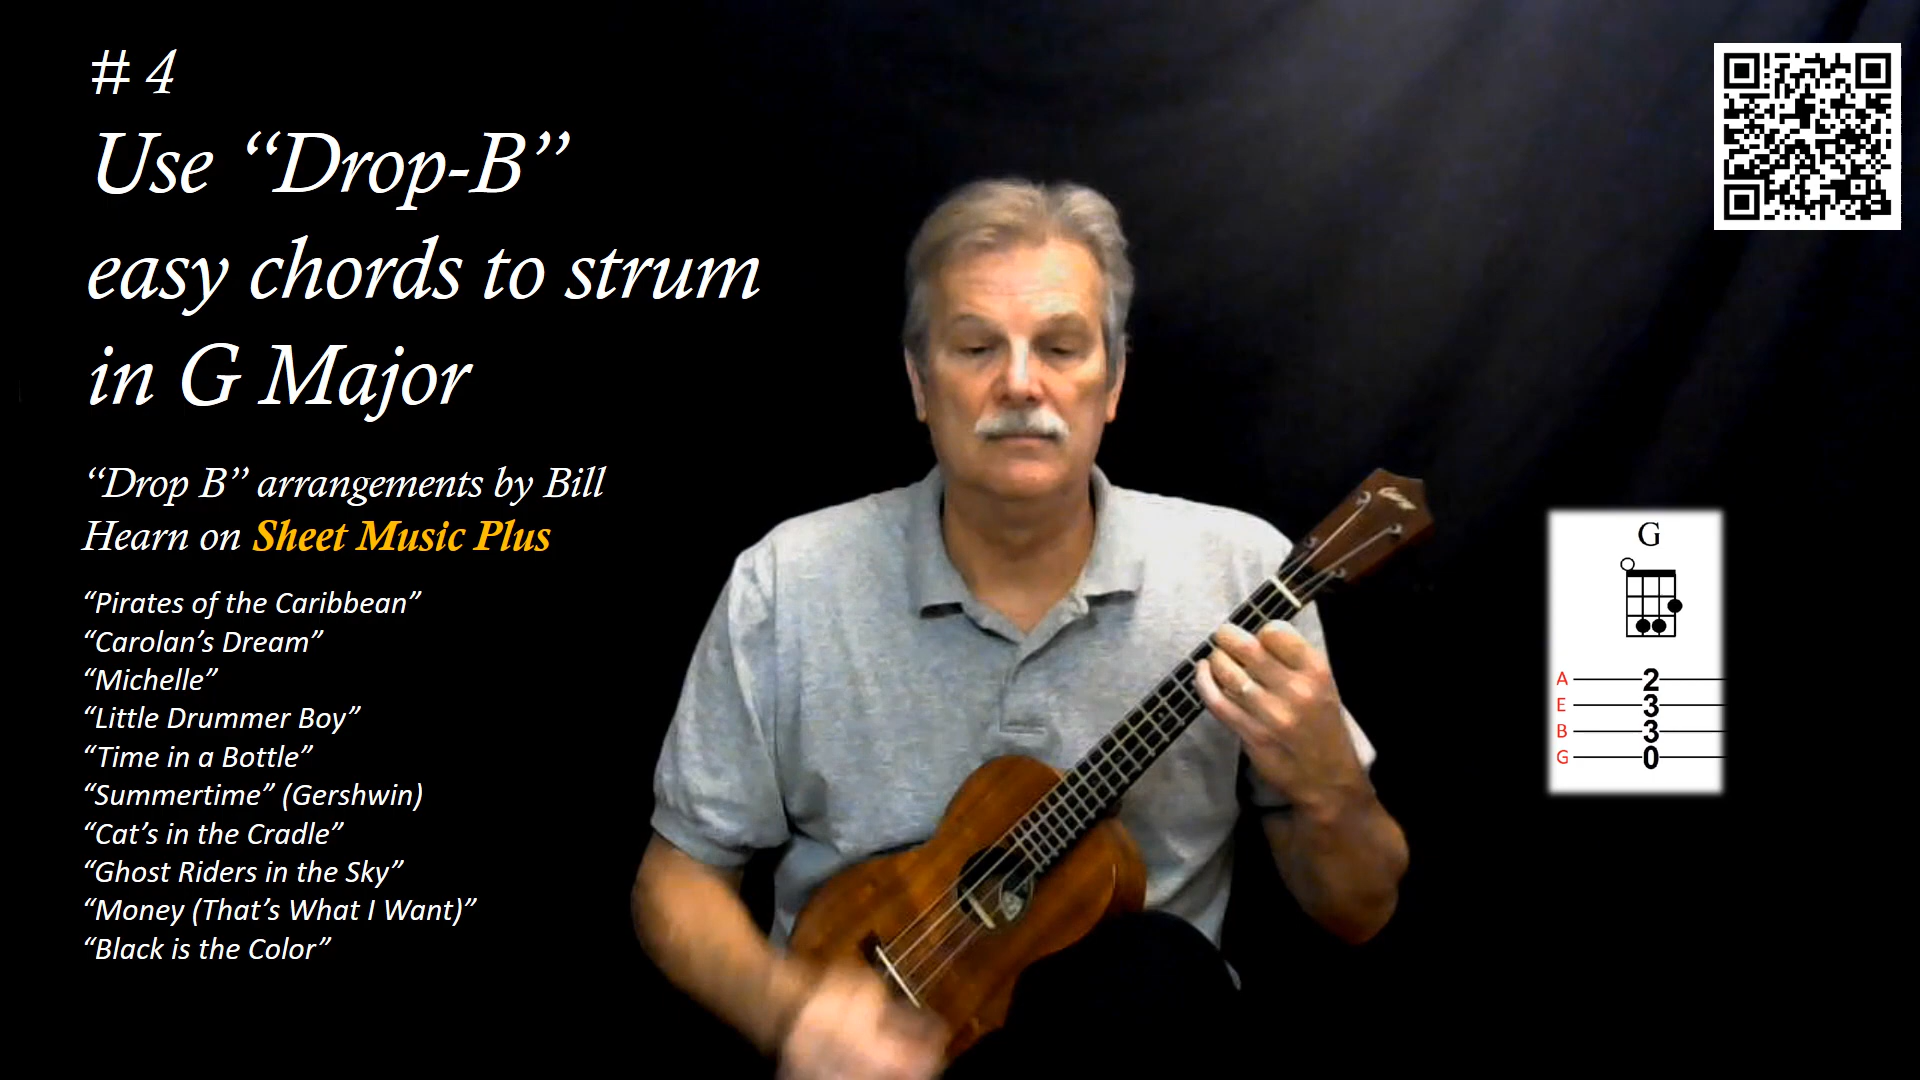 # 4
Use “Drop-B”
easy chords to strum
in G Major
“Drop B” arrangements by Bill
Hearn on Sheet Music Plus
“Pirates of the Caribbean”
“Carolan’s Dream”
“Michelle”
“Little Drummer Boy”
“Time in a Bottle”
“Summertime” (Gershwin)
“Cat’s in the Cradle”
“Ghost Riders in the Sky”
“Money (That’s What I Want)”
“Black is the Color”
G
A 2
E 3
B 3
G 0